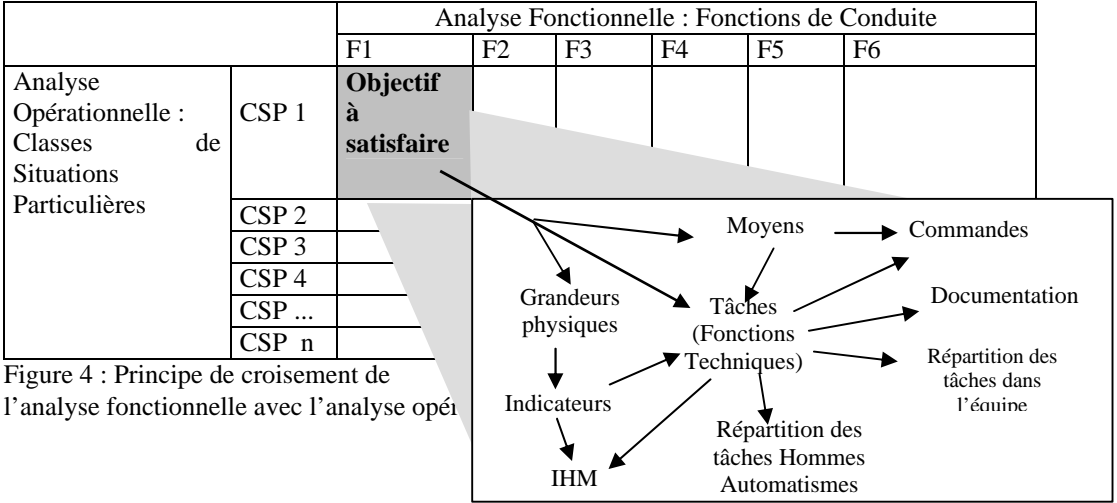 Analyse Fonctionnelle : Fonctions de Conduite
F1 F2 F3 F4 F5 F6
Analyse
Opérationnelle :
Classes de
Situations
Particulières
CSP 1
Objectif
à
satisfaire
CSP 2
CSP 3
CSP 4
CSP ...
CSP n
Moyens
Commandes
Grandeurs
physiques
Tâches
(Fonctions
Techniques)
Documentation
Répartition des
tâches dans
l'équipe
Indicateurs
Répartition des
tâches Hommes
Automatismes
IHM
Figure 4 : Principe de croisement de
l'analyse fonctionnelle avec l'analyse opér